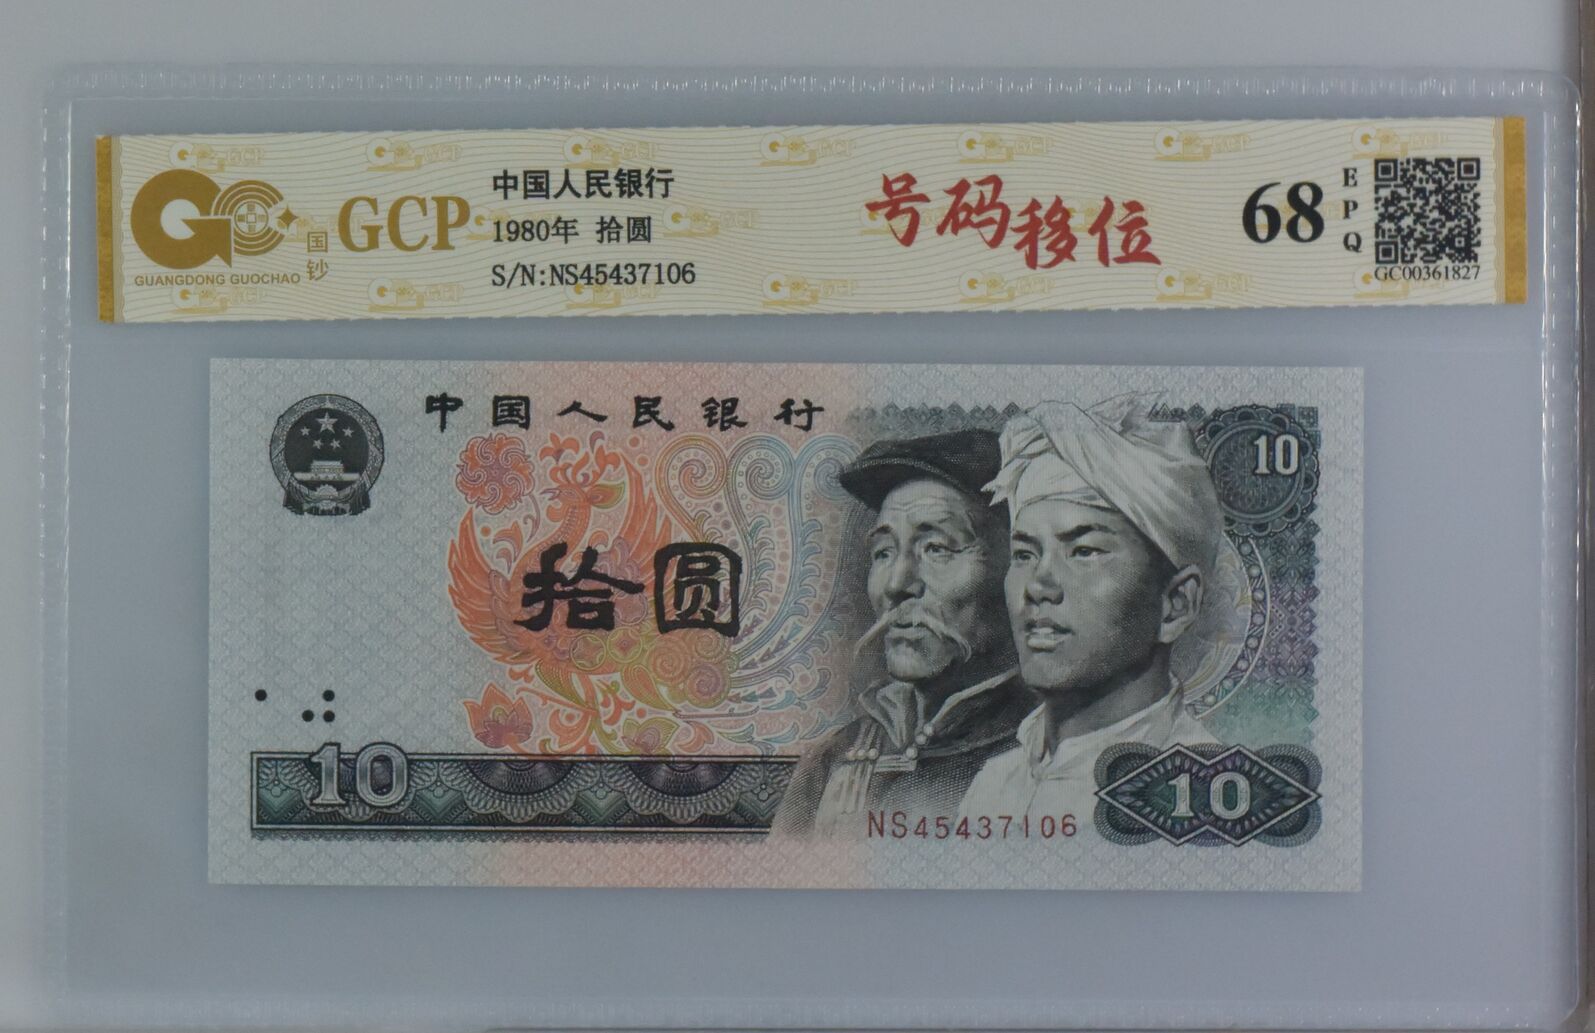 GUANGDONG GUOCHAO
国钞
GCP
中国人民银行
1980年 拾圆
S/N:NS45437106
号码移位
68
EPQ
GC00361827
中国人民银行
10
拾圆
10
NS45437106
10